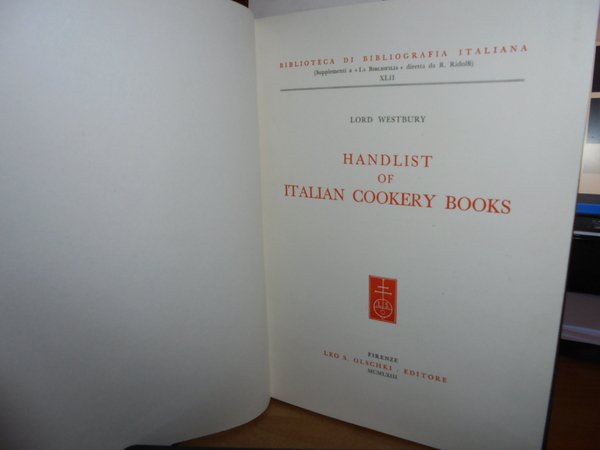 BIBLIOTECA DI BIBLIOGRAFIA ITALIANA
(Supplementi a « La Bibliofilia » diretta da R. Ridolfi)
XLII
LORD WESTBURY
HANDLIST
OF
ITALIAN COOKERY BOOKS
FIRENZE
LEO S. OLSCHKI - EDITORE
MCMLXIII